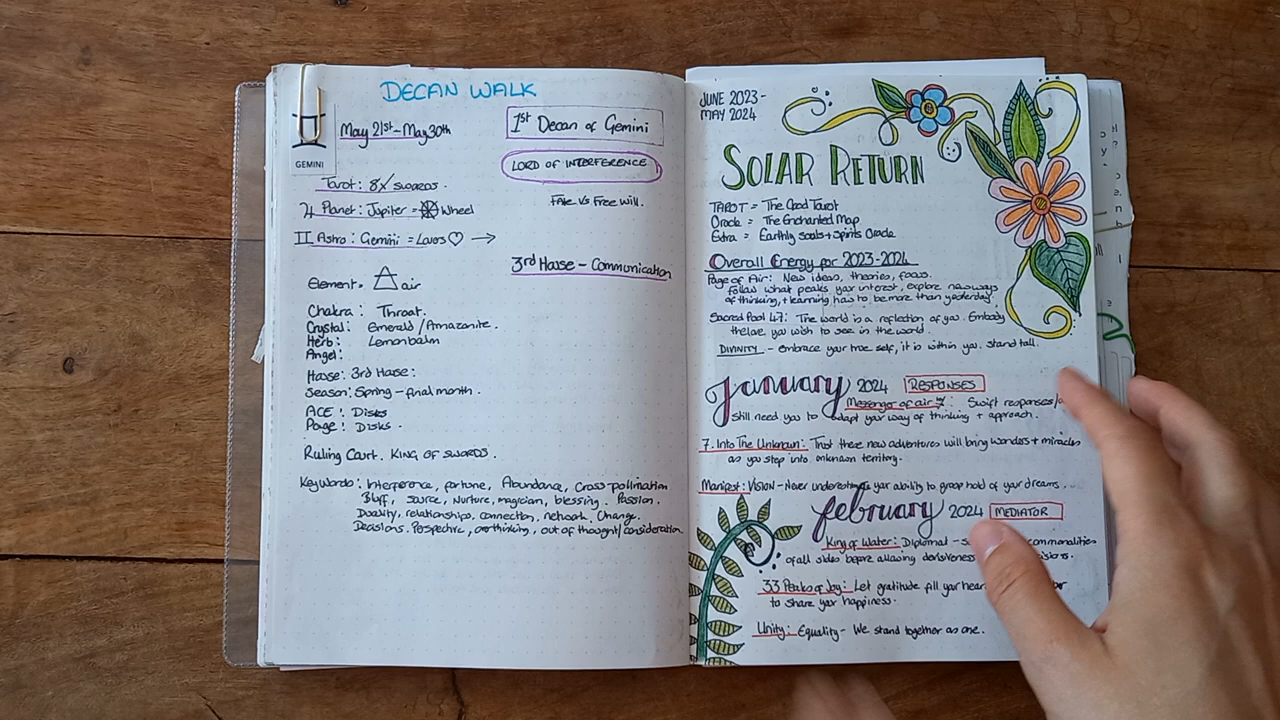 DECAN WALK
GEMINI
May 21st - May 30th
1st Decan of Gemini
LORD OF INTERFERENCE
Tarot: 8x swords.
Fate Vs Free will.
♃ Planet: Jupiter = Wheel
II Astro: Gemini = Lovers ♡ →
3rd House - Communication
Element = △ air
Chakra: Throat.
Crystal: Emerald / Amazonite.
Herb: Lemonbalm
Angel:
House: 3rd House:
Season: Spring - final month.
ACE: Disks
Page: Disks.
Ruling Court. KING OF SWORDS.
Keywords: Interference, fortune, Abundance, Cross pollination
Bluff, source, Nurture, magician, blessing. Passion.
Duality, relationships, connection, network, Change.
Decisions. Perspective, overthinking, out of thought/consideration
JUNE 2023 -
MAY 2024
SOLAR RETURN
TAROT = The Good Tarot
Oracle = The Enchanted Map
Extra = Earthly Souls + Spirits Oracle
Overall Energy for 2023-2024
Page of Air: New ideas, theories, focus.
Follow what peaks your interest, explore new ways
of thinking, + learning how to be more than yesterday.
Sacred Pool 47: The world is a reflection of you. Embody
the love you wish to see in the world.
DIVINITY - embrace your true self, it is within you. stand tall.
January 2024 RESPONSES
Messenger of air: Swift responses/
still need you to adapt your way of thinking + approach.
7. Into The Unknown: Trust these new adventures will bring wonders + miracles
as you step into unknown territory.
Manifest: VISION - Never underestimate your ability to grasp hold of your dreams.
february 2024 MEDIATOR
King of Water: Diplomat - commonalities
of all sides before allowing
33 Peaks of Joy: Let gratitude fill your
to share your happiness.
Unity: Equality - We stand together as one.